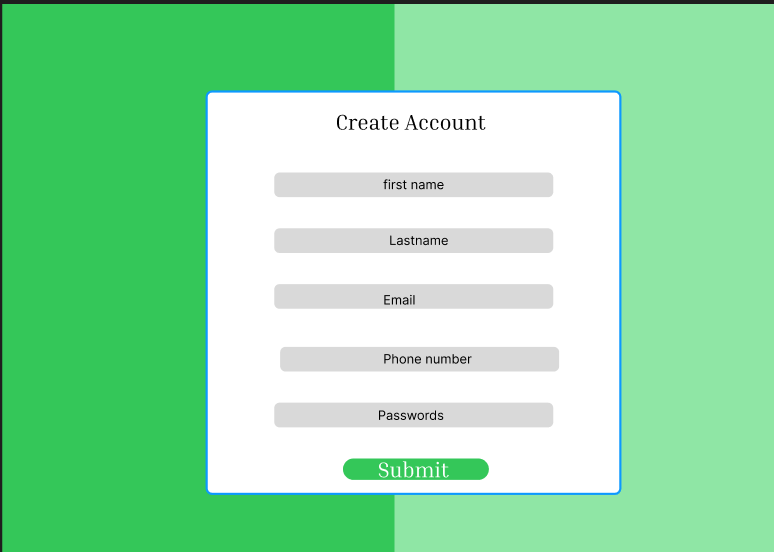 Create Account
first name
Lastname
Email
Phone number
Passwords
Submit